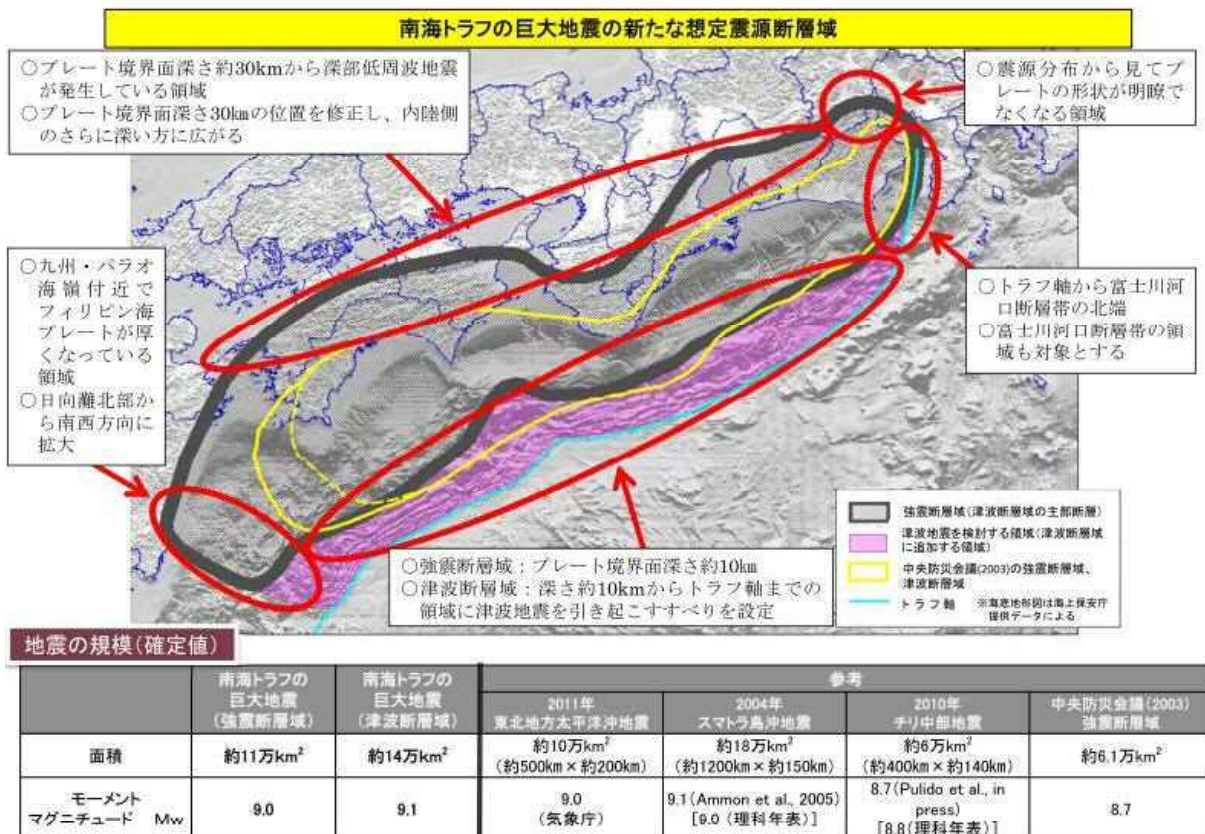 南海トラフの巨大地震の新たな想定震源断層域
○プレート境界面深さ約30kmから深部低周波地震
が発生している領域
○プレート境界面深さ30kmの位置を修正し、内陸側
のさらに深い方に広がる
○震源分布から見てプ
レートの形状が明瞭で
なくなる領域
○九州・パラオ
海嶺付近で
フィリピン海
プレートが厚
くなっている
領域
○日向灘北部か
ら南西方向に
拡大
○トラフ軸から富士川河
口断層帯の北端
○富士川河口断層帯の領
域も対象とする
○強震断層域：プレート境界面深さ約10km
○津波断層域：深さ約10kmからトラフ軸までの
領域に津波地震を引き起こすすべりを設定
強震断層域(津波断層域の主部断層)
津波地震を検討する領域(津波断層域
に追加する領域)
中央防災会議(2003)の強震断層域、
津波断層域
トラフ軸 ※海底地形図は海上保安庁
提供データによる
地震の規模(確定値)
南海トラフの
巨大地震
(強震断層域)
南海トラフの
巨大地震
(津波断層域)
参考
2011年
東北地方太平洋沖地震
2004年
スマトラ島沖地震
2010年
チリ中部地震
中央防災会議(2003)
強震断層域
面積 約11万km² 約14万km² 約10万km² 約18万km² 約6万km² 約6.1万km²
(約500km×約200km) (約1200km×約150km) (約400km×約140km)
モーメント
マグニチュード Mw 9.0 9.1
9.0
(気象庁)
9.1(Ammon et al., 2005)
[9.0 (理科年表)]
8.7(Pulido et al., in
press)
[8.8(理科年表)]
8.7